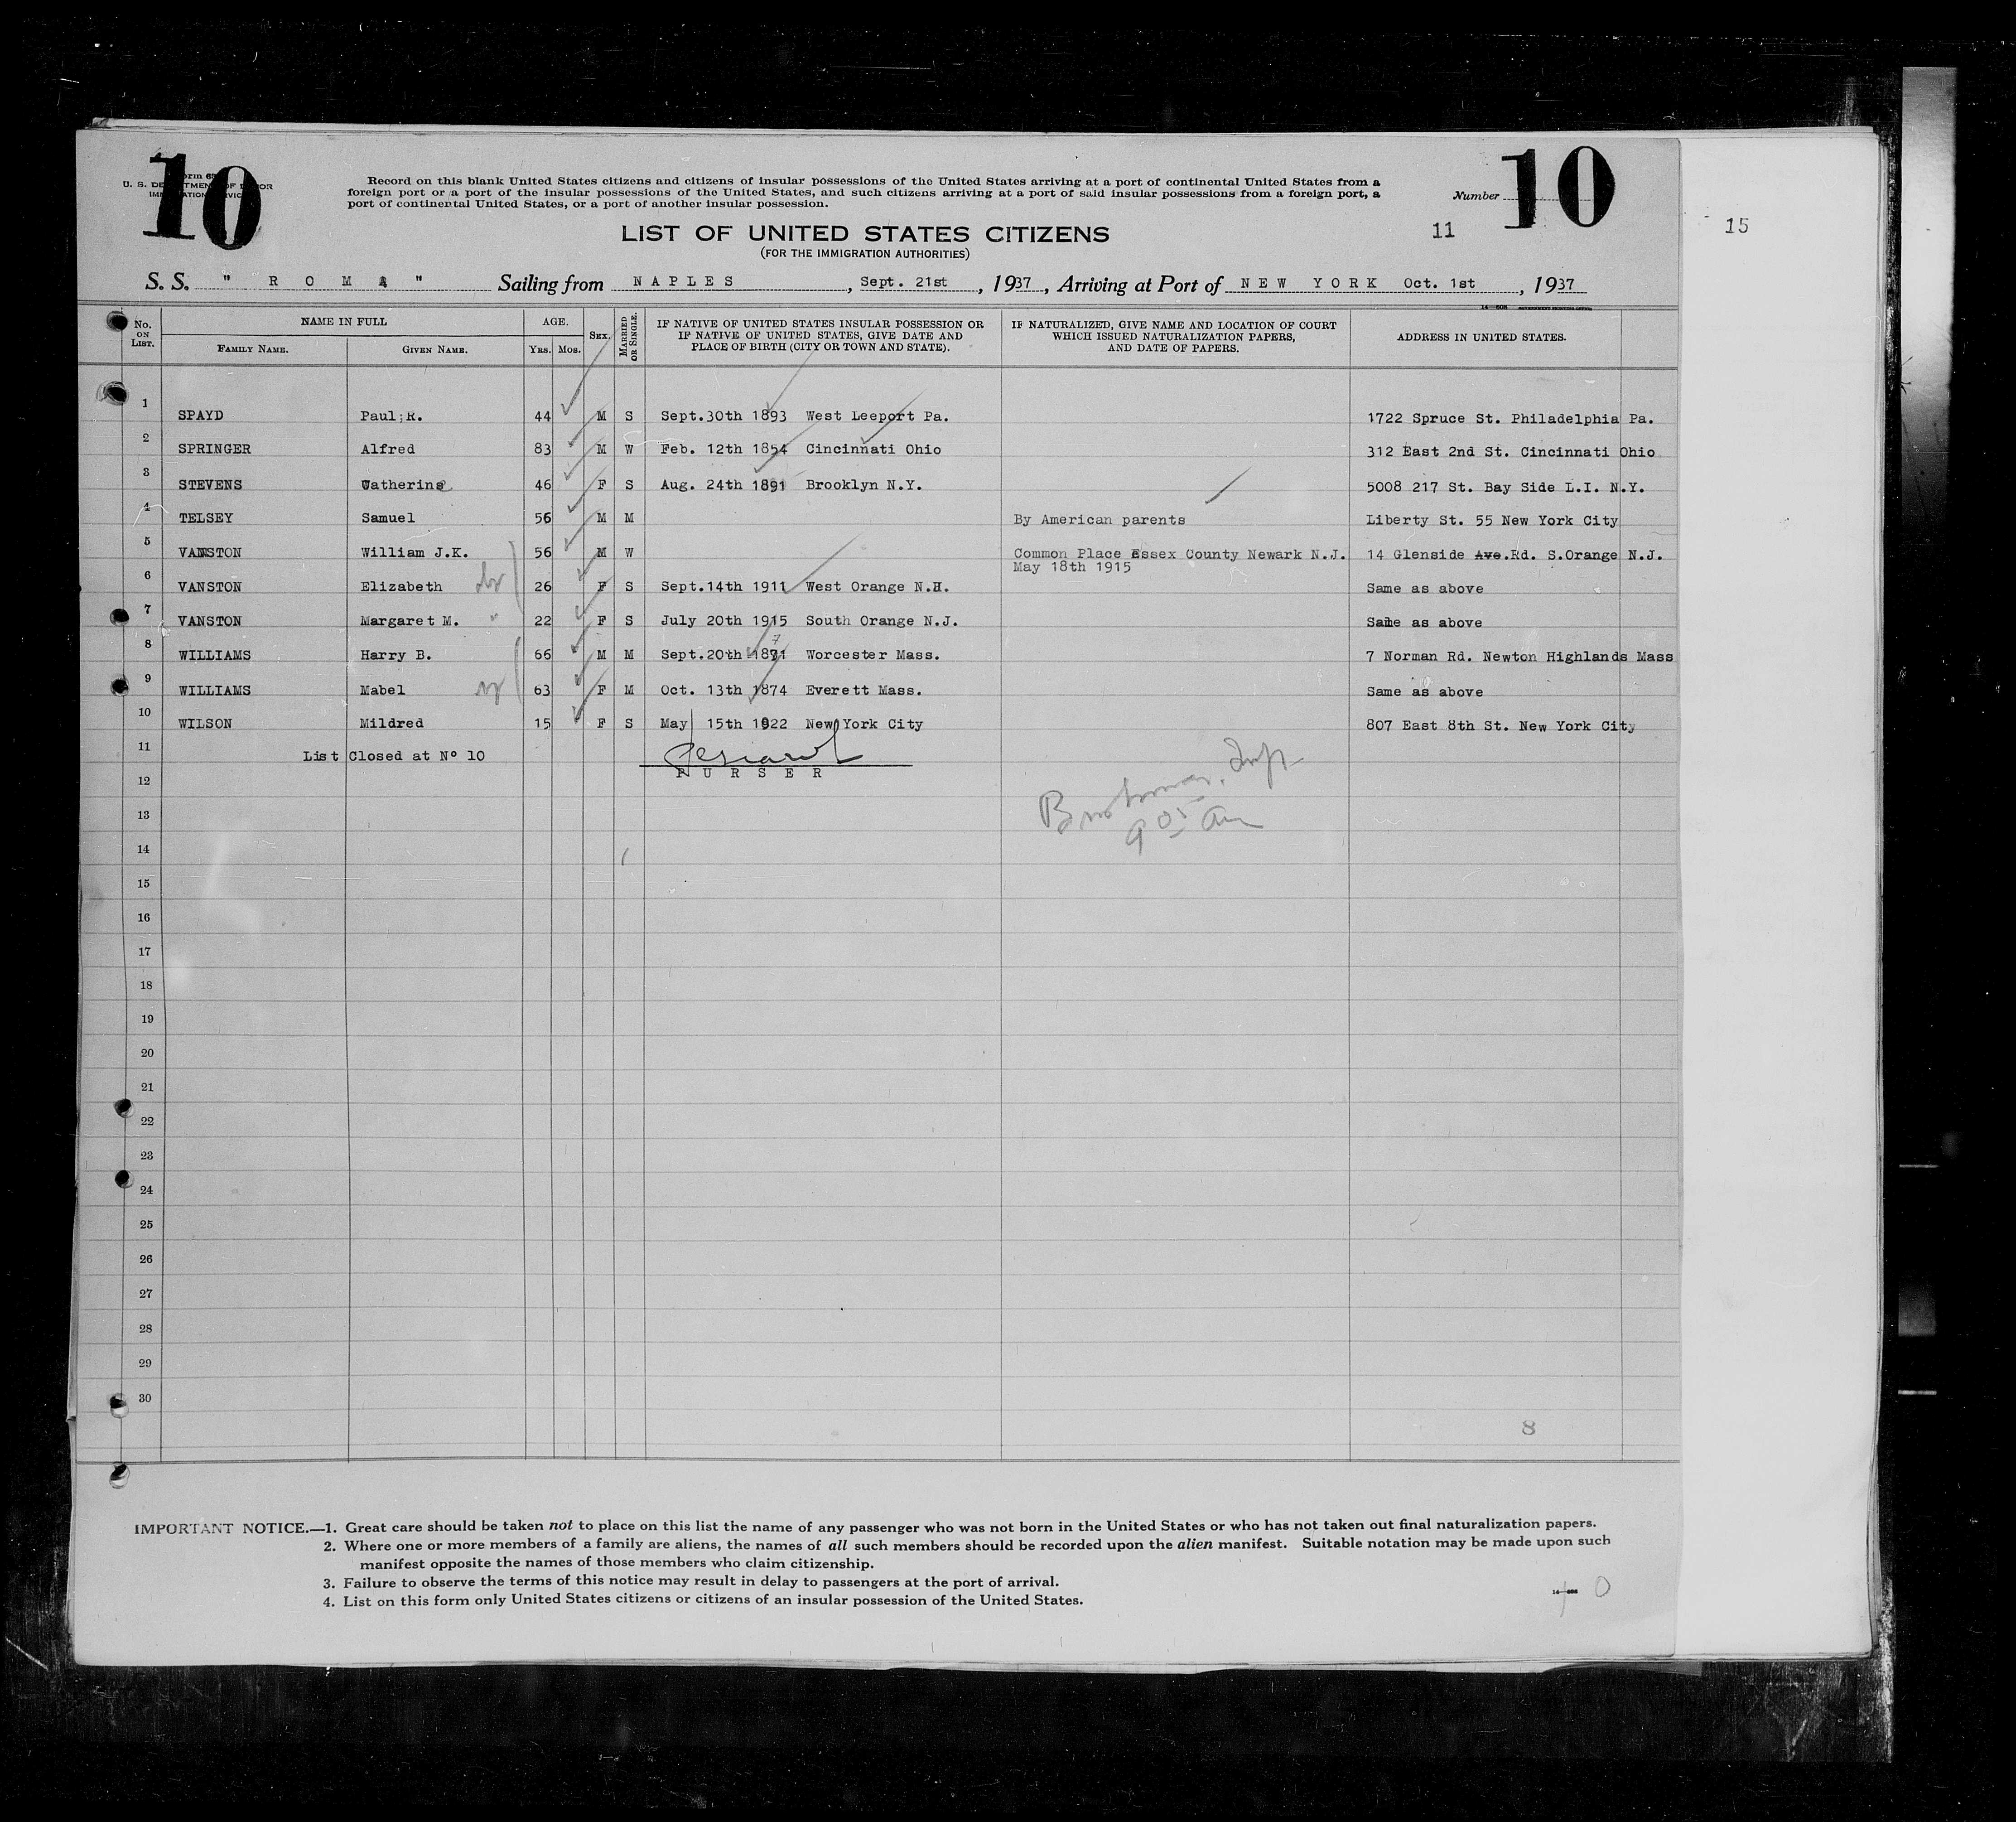 10
U. S. DEPARTMENT OF LABOR
IMMIGRATION SERVICE
Record on this blank United States citizens and citizens of insular possessions of the United States arriving at a port of continental United States from a
foreign port or a port of the insular possessions of the United States, and such citizens arriving at a port of said insular possessions from a foreign port, a
port of continental United States, or a port of another insular possession.
Number 10
15
LIST OF UNITED STATES CITIZENS
11
(FOR THE IMMIGRATION AUTHORITIES)
S. S. " R O M A " Sailing from N A P L E S , Sept. 21st , 1937 , Arriving at Port of N E W Y O R K Oct. 1st , 1937
No. ON LIST. NAME IN FULL AGE. SEX. MARRIED OR SINGLE. IF NATIVE OF UNITED STATES INSULAR POSSESSION OR IF NATIVE OF UNITED STATES, GIVE DATE AND PLACE OF BIRTH (CITY OR TOWN AND STATE). IF NATURALIZED, GIVE NAME AND LOCATION OF COURT WHICH ISSUED NATURALIZATION PAPERS, AND DATE OF PAPERS. ADDRESS IN UNITED STATES.
FAMILY NAME. GIVEN NAME. YRS. MOS.
1 SPAYD Paul,R. 44 M S Sept.30th 1893 West Leeport Pa. 1722 Spruce St. Philadelphia Pa.
2 SPRINGER Alfred 83 M W Feb. 12th 1854 Cincinnati Ohio 312 East 2nd St. Cincinnati Ohio
3 STEVENS Catherine 46 F S Aug. 24th 1891 Brooklyn N.Y. 5008 217 St. Bay Side L.I. N.Y.
4 TELSEY Samuel 56 M M By American parents Liberty St. 55 New York City
5 VANSTON William J.K. 56 M W Common Place Essex County Newark N.J. 14 Glenside Ave.Rd. S.Orange N.J.
May 18th 1915
6 VANSTON Elizabeth 26 F S Sept.14th 1911 West Orange N.H. Same as above
7 VANSTON Margaret M. " 22 F S July 20th 1915 South Orange N.J. Same as above
8 WILLIAMS Harry B. 66 M M Sept.20th 1871 Worcester Mass. 7 Norman Rd. Newton Highlands Mass
9 WILLIAMS Mabel 63 F M Oct. 13th 1874 Everett Mass. Same as above
10 WILSON Mildred 15 F S May 15th 1922 New York City 807 East 8th St. New York City
11 List Closed at Nº 10
P U R S E R
12
13
9 05 am
14
15
16
17
18
19
20
21
22
23
24
25
26
27
28
29
30
8
IMPORTANT NOTICE.—1. Great care should be taken not to place on this list the name of any passenger who was not born in the United States or who has not taken out final naturalization papers.
2. Where one or more members of a family are aliens, the names of all such members should be recorded upon the alien manifest. Suitable notation may be made upon such
manifest opposite the names of those members who claim citizenship.
3. Failure to observe the terms of this notice may result in delay to passengers at the port of arrival.
4. List on this form only United States citizens or citizens of an insular possession of the United States.